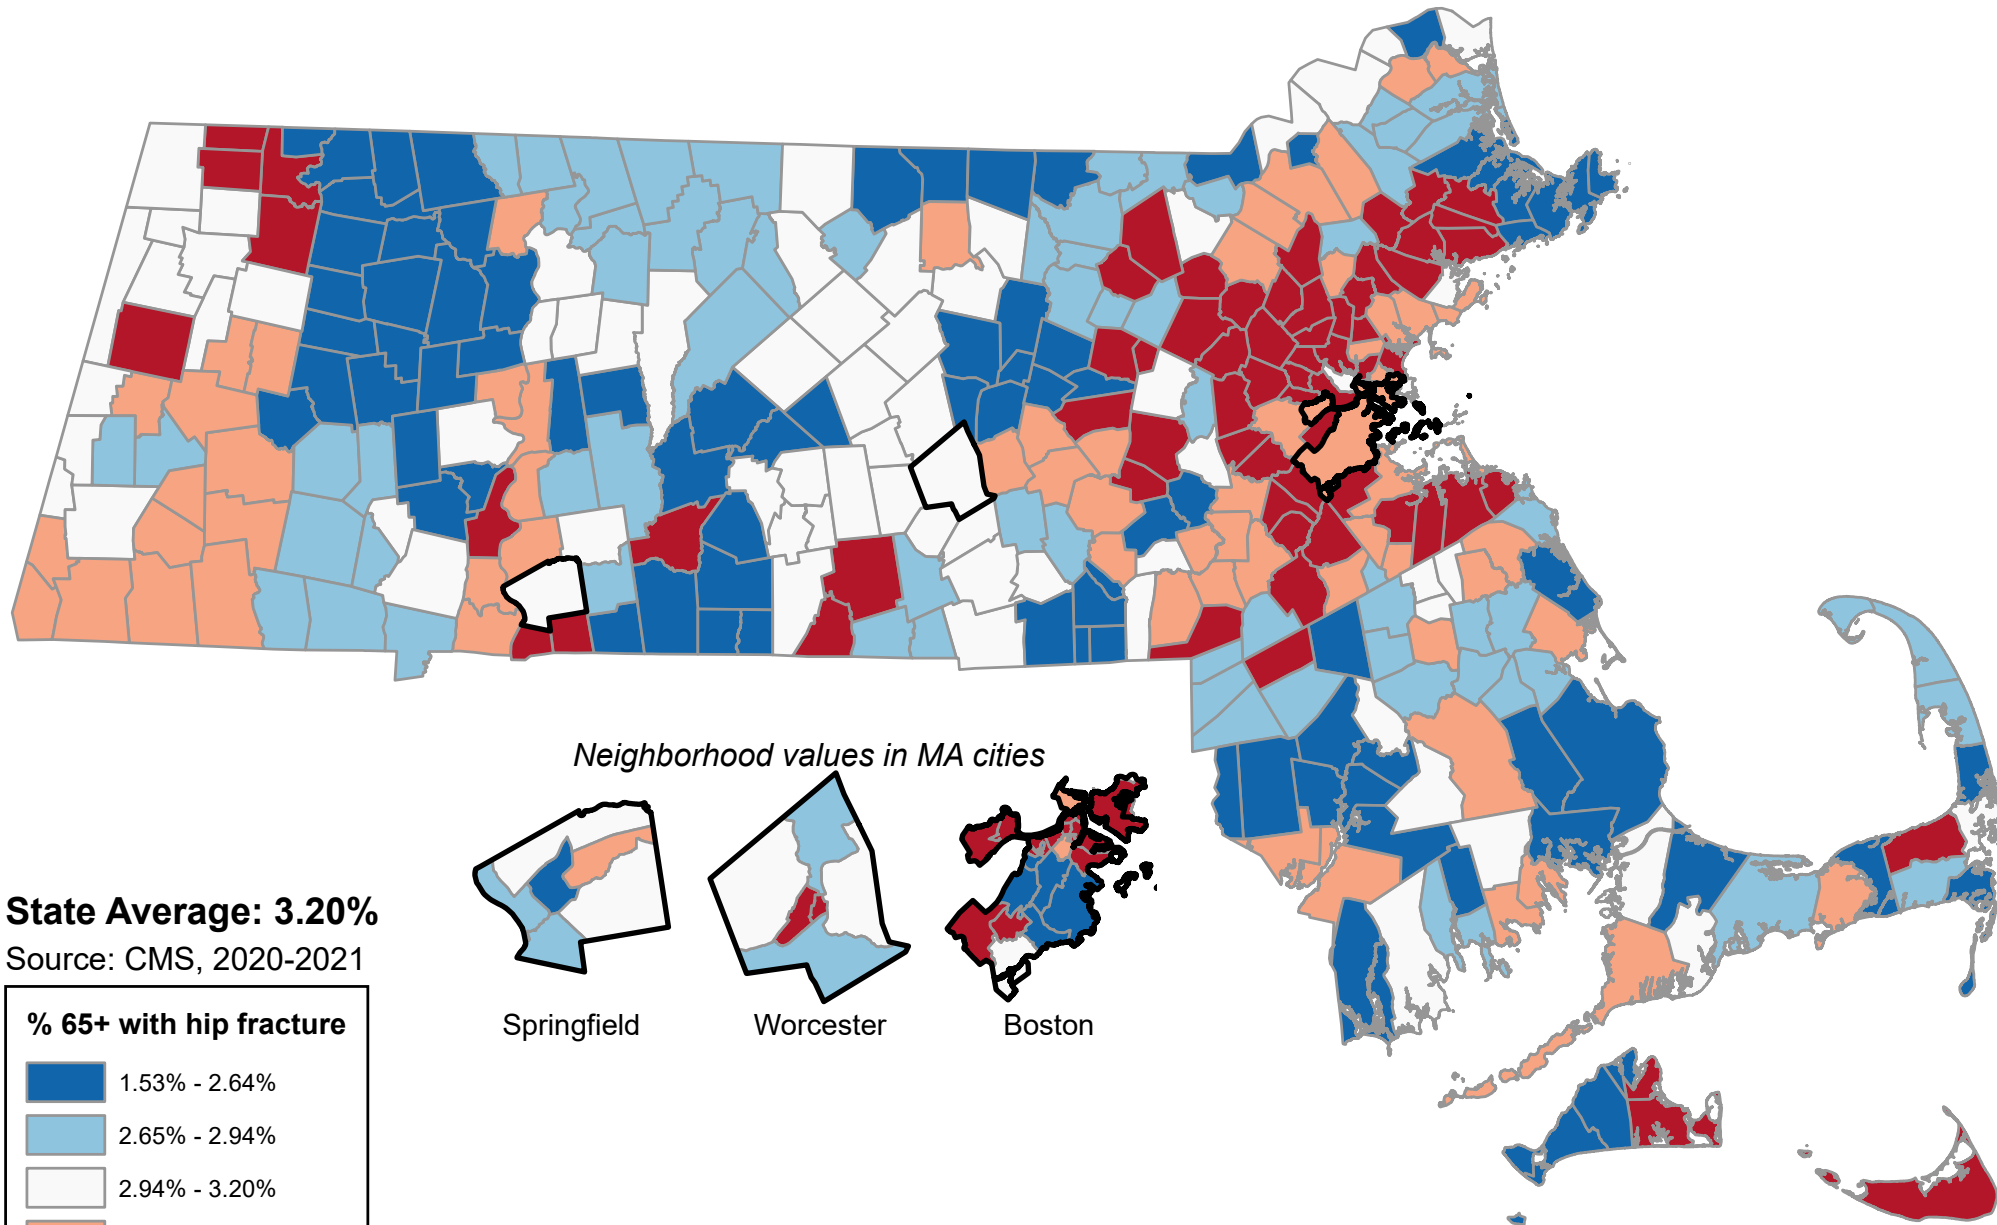 Neighborhood values in MA cities
Springfield
Worcester
Boston
State Average: 3.20%
Source: CMS, 2020-2021
% 65+ with hip fracture
1.53% - 2.64%
2.65% - 2.94%
2.94% - 3.20%